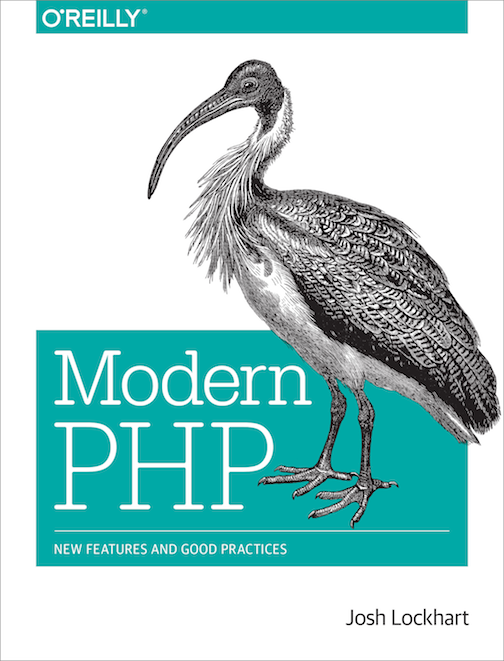 O'REILLY®
Modern
PHP
NEW FEATURES AND GOOD PRACTICES
Josh Lockhart